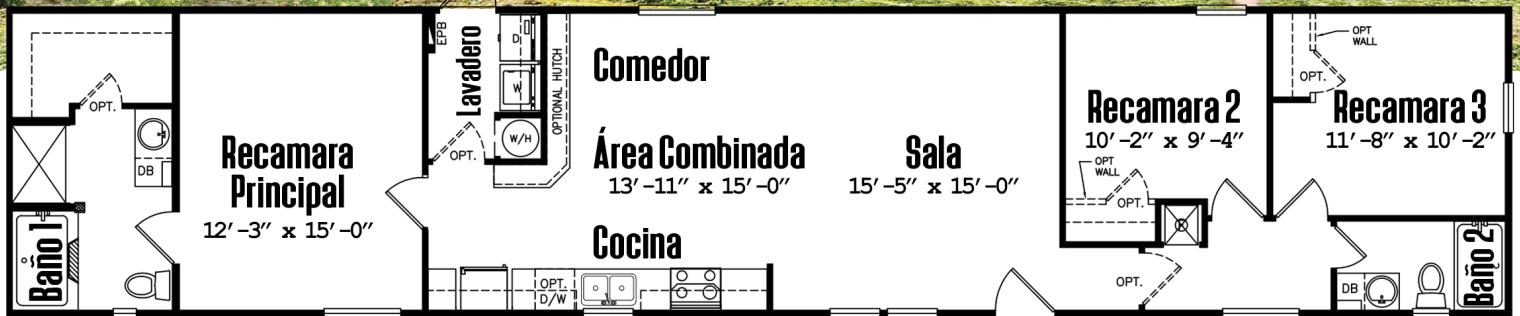 OPT.
DB
Baño 1
Recamara
Principal
12'-3" x 15'-0"
EPB
Lavadero
D
W
W/H
OPT.
OPTIONAL HUTCH
Comedor
Área Combinada
13'-11" x 15'-0"
Cocina
OPT.
D/W
Sala
15'-5" x 15'-0"
Recamara 2
10'-2" x 9'-4"
OPT
WALL
OPT.
OPT.
OPT
WALL
OPT.
Recamara 3
11'-8" x 10'-2"
DB
Baño 2